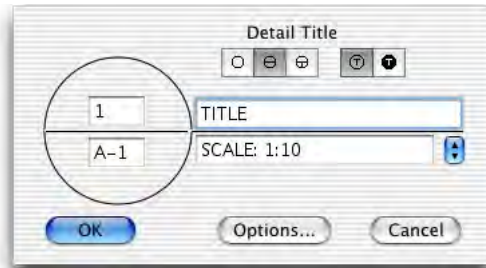 Detail Title
T T
1
TITLE
A-1
SCALE: 1:10
OK Options... Cancel